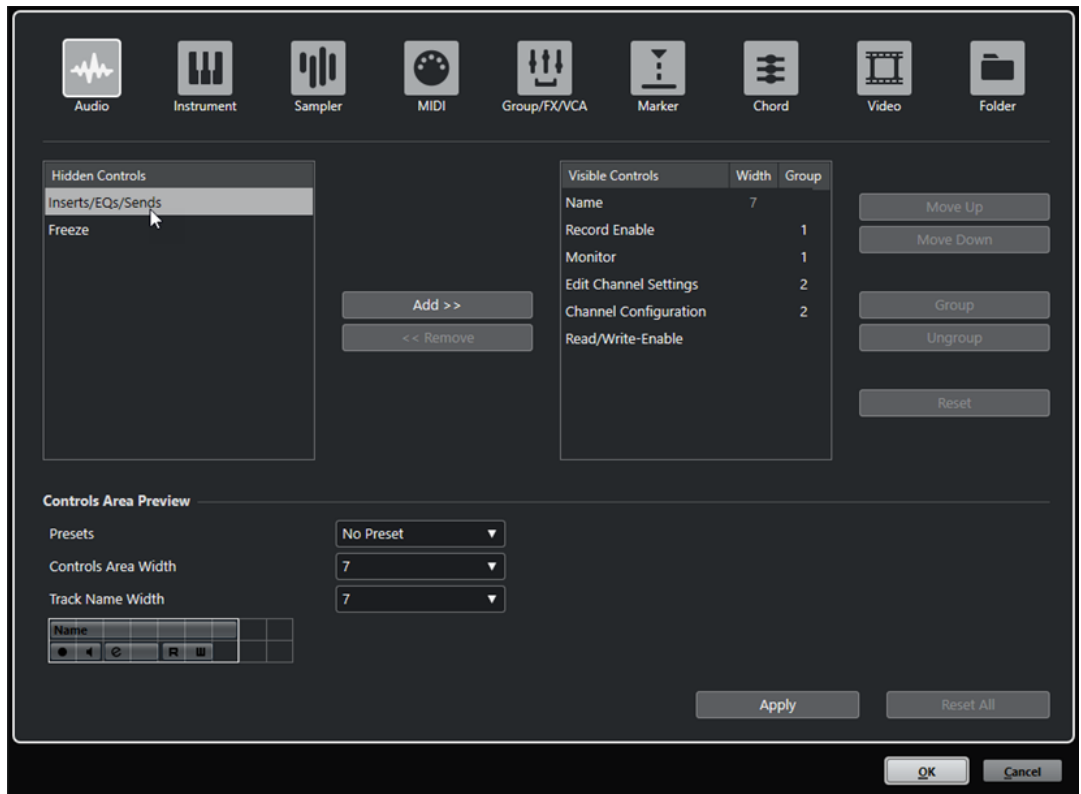 Audio Instrument Sampler MIDI Group/FX/VCA Marker Chord Video Folder
Hidden Controls
Inserts/EQs/Sends
Freeze
Add >>
<< Remove
Visible Controls Width Group
Name 7
Record Enable 1
Monitor 1
Edit Channel Settings 2
Channel Configuration 2
Read/Write-Enable
Move Up
Move Down
Group
Ungroup
Reset
Controls Area Preview
Presets No Preset
Controls Area Width 7
Track Name Width 7
Name
e R W
Apply Reset All
OK Cancel